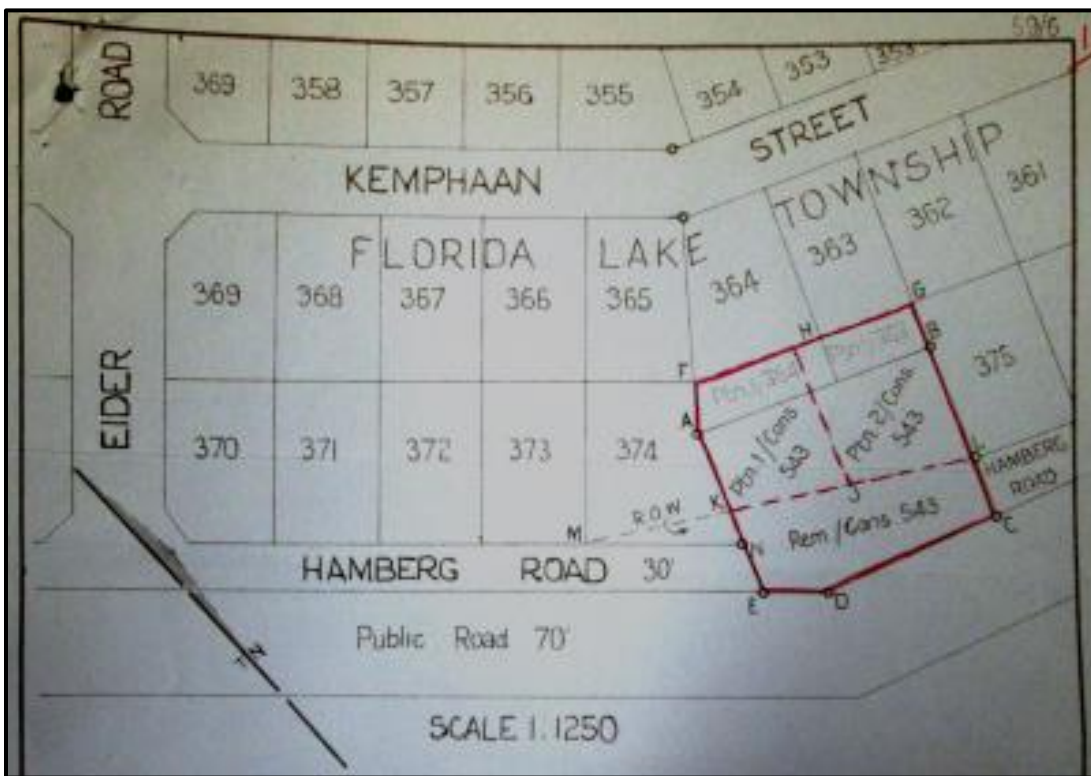 59/6
ROAD
369 358 357 356 355 354 353 353
STREET
KEMPHAAN
TOWNSHIP
361
362
363
FLORIDA LAKE
369 368 367 366 365 364
G
H
B
F
375
EIDER
A
Ptn.1/Cons 543
Ptn. 2/Cons 543
370 371 372 373 374
L
HAMBERG ROAD
J
K
R.O.W
M
Rem/Cons 543
C
N
HAMBERG ROAD 30'
E
D
Public Road 70'
N
T
SCALE 1:1250